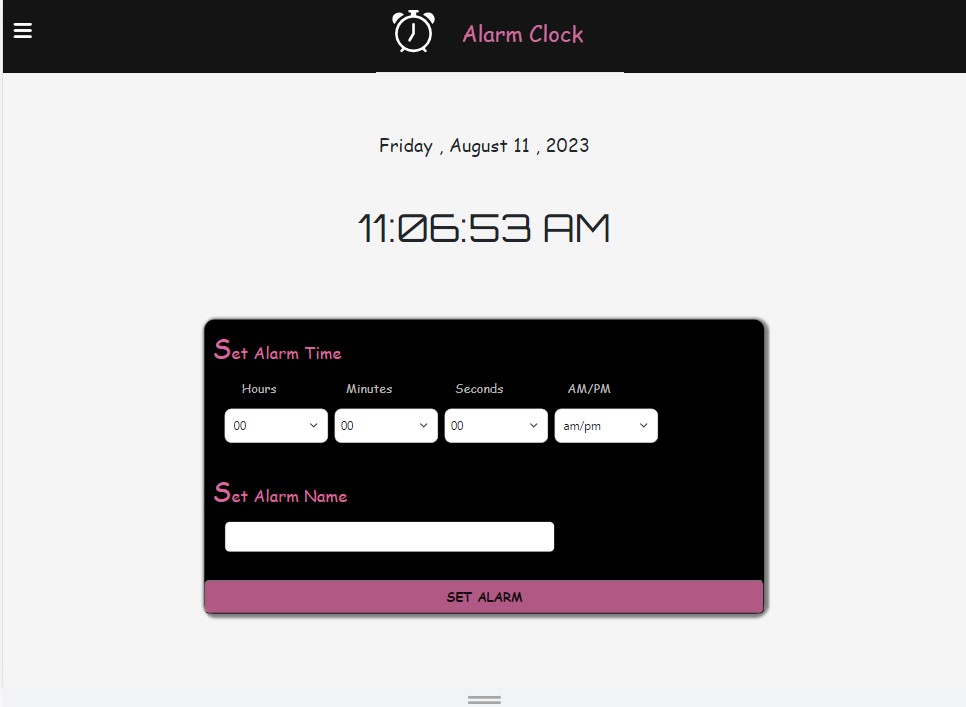 Alarm Clock
Friday , August 11 , 2023
11:06:53 AM
Set Alarm Time
Hours Minutes Seconds AM/PM
00 00 00 am/pm
Set Alarm Name
SET ALARM